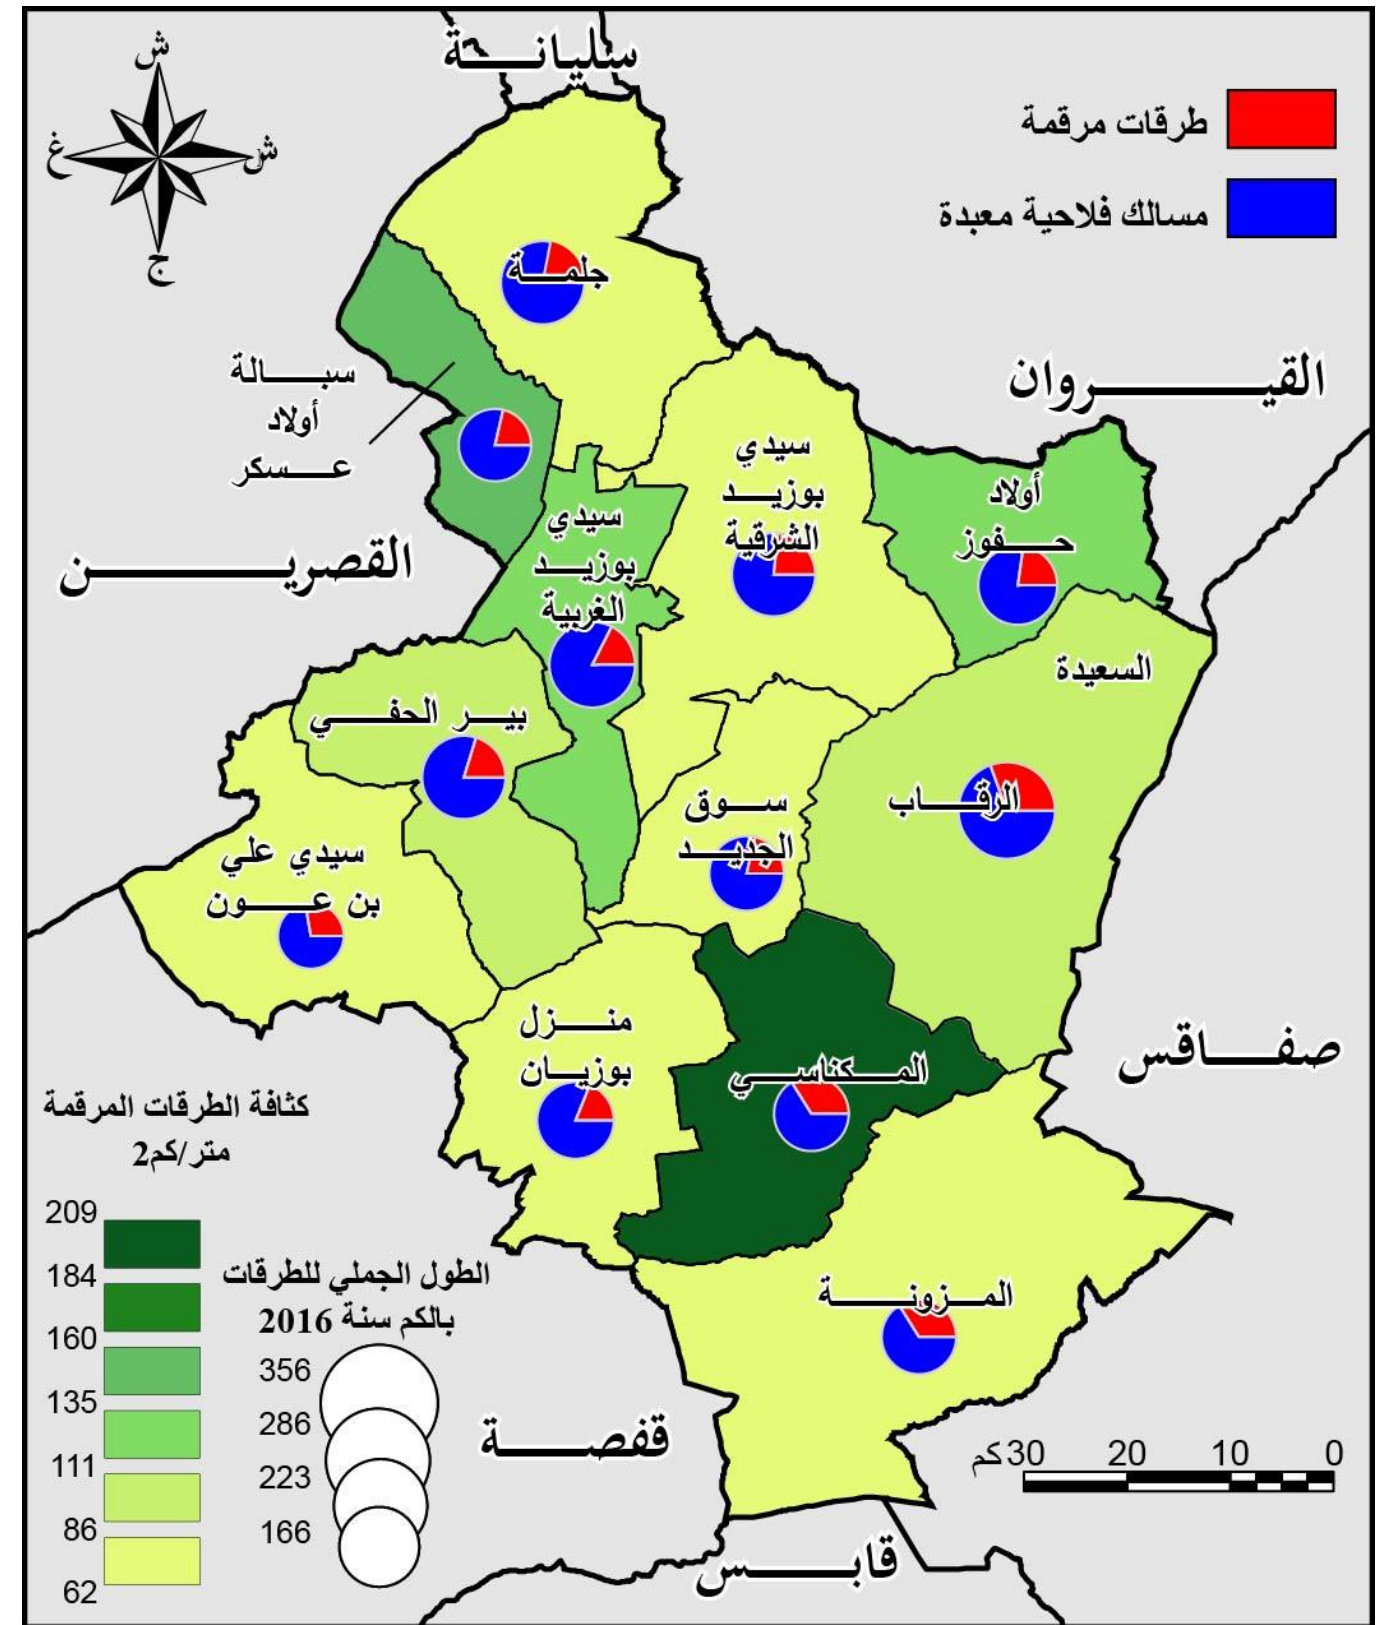 سليانة
ش
غ
ش
ج
طرقات مرقمة
مسالك فلاحية معبدة
جلمة
القيروان
سبالة
أولاد
عسكر
سيدي
بوزيد
الشرقية
أولاد
حفوز
سيدي
بوزيد
الغربية
القصرين
السعيدة
بير الحفي
سوق
الجديد
الرقاب
سيدي علي
بن عون
منزل
بوزيان
المكناسي
صفاقس
كثافة الطرقات المرقمة
متر/كم2
209
184
160
135
111
86
62
الطول الجملي للطرقات
بالكم سنة 2016
356
286
223
166
المزونة
قفصة
قابس
كم 30 20 10 0